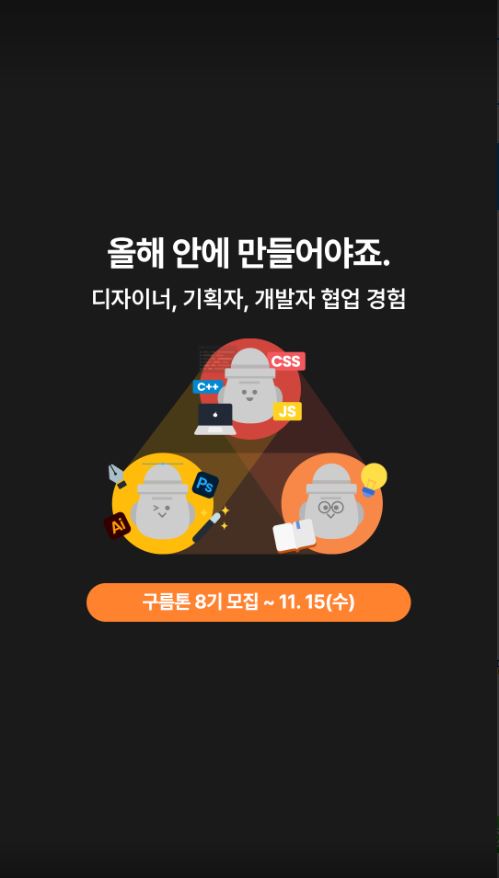 올해 안에 만들어야죠.
디자이너, 기획자, 개발자 협업 경험
CSS
C++
JS
Ps
Ai
구름톤 8기 모집 ~ 11. 15(수)